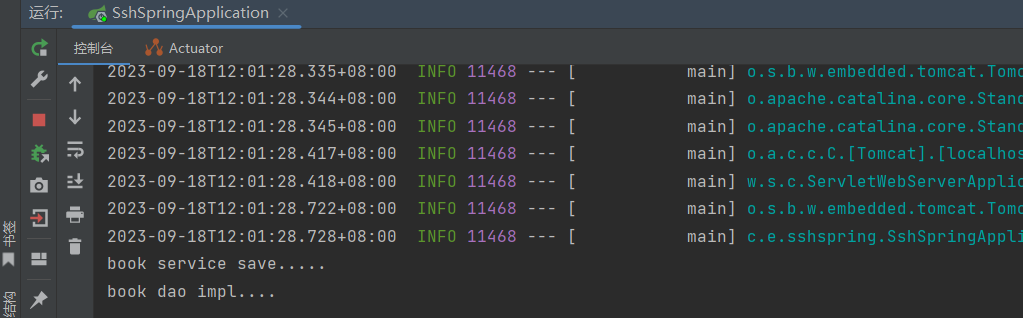 运行: SshSpringApplication
控制台 Actuator
2023-09-18T12:01:28.335+08:00 INFO 11468 --- [ main] o.s.b.w.embedded.tomcat.Tomc
2023-09-18T12:01:28.344+08:00 INFO 11468 --- [ main] o.apache.catalina.core.Stand
2023-09-18T12:01:28.345+08:00 INFO 11468 --- [ main] o.apache.catalina.core.Stand
2023-09-18T12:01:28.417+08:00 INFO 11468 --- [ main] o.a.c.c.C.[Tomcat].[localhos
2023-09-18T12:01:28.418+08:00 INFO 11468 --- [ main] w.s.c.ServletWebServerApplic
2023-09-18T12:01:28.722+08:00 INFO 11468 --- [ main] o.s.b.w.embedded.tomcat.Tomc
2023-09-18T12:01:28.728+08:00 INFO 11468 --- [ main] c.e.sshspring.SshSpringAppli
book service save.....
book dao impl....
书签
结构